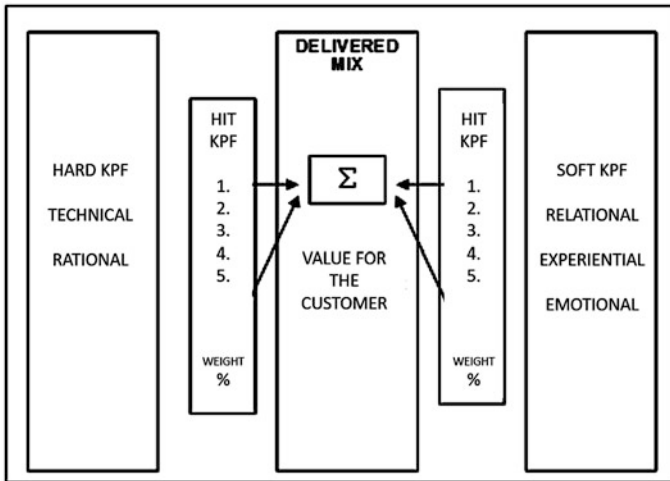 HARD KPF
TECHNICAL
RATIONAL
HIT
KPF
1.
2.
3.
4.
5.
WEIGHT
%
DELIVERED
MIX
Σ
VALUE FOR
THE
CUSTOMER
HIT
KPF
1.
2.
3.
4.
5.
WEIGHT
%
SOFT KPF
RELATIONAL
EXPERIENTIAL
EMOTIONAL